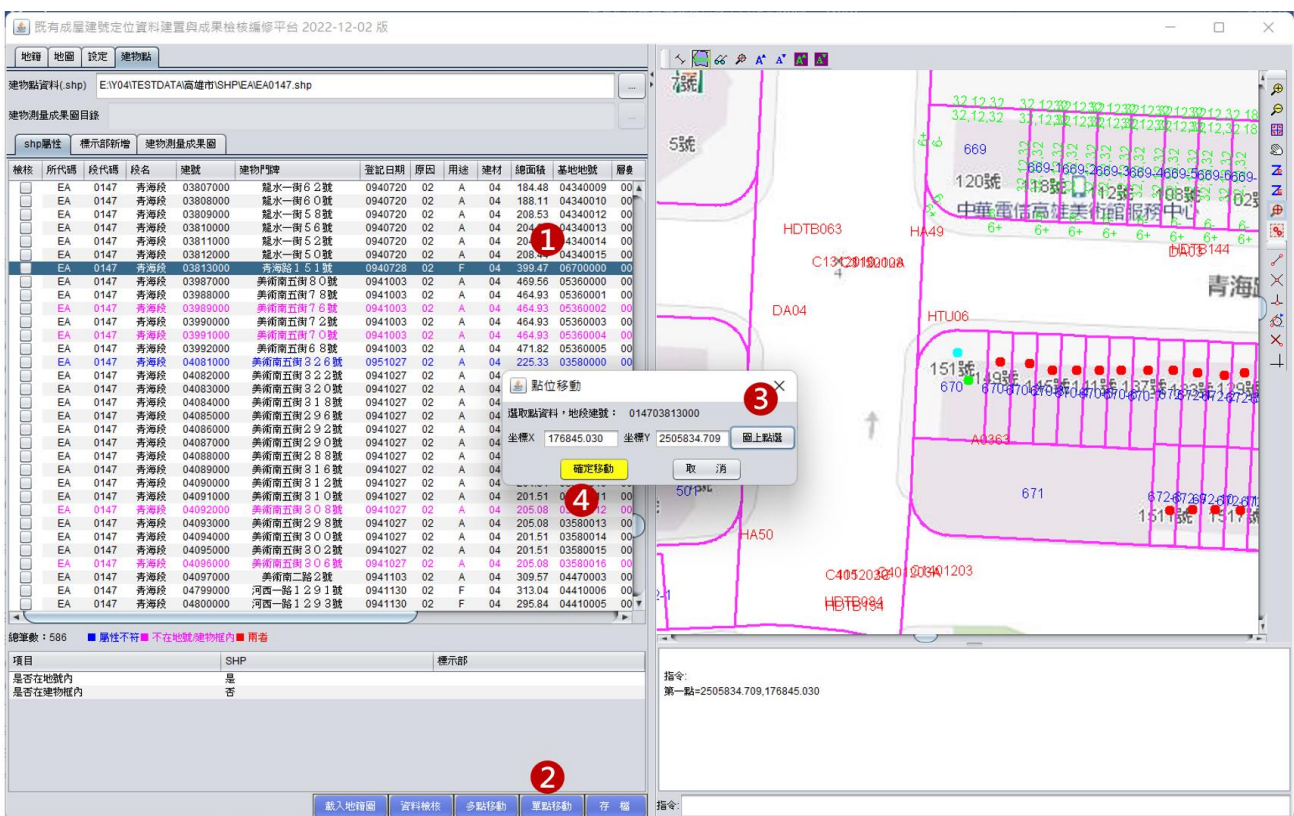 既有成屋建號定位資料建置與成果檢核編修平台 2022-12-02 版
地籍 地圖 設定 建物點
建物點資料(.shp) E:\Y04\TESTDATA\高雄市\SHP\EA\EA0147.shp ...
建物測量成果圖目錄 ...
shp屬性 標示部新增 建物測量成果圖
檢核 所代碼 段代碼 段名 建號 建物門牌 登記日期 原因 用途 建材 總面積 基地地號
EA 0147 青海段 03807000 龍水一街６２號 0940720 02 A 04 184.48 04340009 00
EA 0147 青海段 03808000 龍水一街６０號 0940720 02 A 04 188.11 04340010 00
EA 0147 青海段 03809000 龍水一街５８號 0940720 02 A 04 208.53 04340012 00
EA 0147 青海段 03810000 龍水一街５６號 0940720 02 A 04 04340013 00
EA 0147 青海段 03811000 龍水一街５２號 0940720 02 A 04 04340014 00
EA 0147 青海段 03812000 龍水一街５０號 0940720 02 A 04 208.44 04340015 00
EA 0147 青海段 03813000 青海路１５１號 0940728 02 F 04 399.47 06700000 00
EA 0147 青海段 03987000 美術南五街８０號 0941003 02 A 04 469.56 05360000 00
EA 0147 青海段 03988000 美術南五街７８號 0941003 02 A 04 464.93 05360001 00
EA 0147 青海段 03989000 美術南五街７６號 0941003 02 A 04 464.93 05360002 00
EA 0147 青海段 03990000 美術南五街７２號 0941003 02 A 04 464.93 05360003 00
EA 0147 青海段 03991000 美術南五街７０號 0941003 02 A 04 464.93 05360004 00
EA 0147 青海段 03992000 美術南五街６８號 0941003 02 A 04 471.82 05360005 00
EA 0147 青海段 04081000 美術南五街３２６號 0951027 02 A 04 225.33 03580000 00
EA 0147 青海段 04082000 美術南五街３２２號 0941027 02 A 04
EA 0147 青海段 04083000 美術南五街３２０號 0941027 02 A 04
EA 0147 青海段 04084000 美術南五街３１８號 0941027 02 A 04
EA 0147 青海段 04085000 美術南五街２９６號 0941027 02 A 04
EA 0147 青海段 04086000 美術南五街２９２號 0941027 02 A 04
EA 0147 青海段 04087000 美術南五街２９０號 0941027 02 A 04
EA 0147 青海段 04088000 美術南五街２８８號 0941027 02 A 04
EA 0147 青海段 04089000 美術南五街３１６號 0941027 02 A 04
EA 0147 青海段 04090000 美術南五街３１２號 0941027 02 A 04
EA 0147 青海段 04091000 美術南五街３１０號 0941027 02 A 04 201.51 00
EA 0147 青海段 04092000 美術南五街３０８號 0941027 02 A 04 205.08 00
EA 0147 青海段 04093000 美術南五街２９８號 0941027 02 A 04 205.08 03580013 00
EA 0147 青海段 04094000 美術南五街３００號 0941027 02 A 04 201.51 03580014 00
EA 0147 青海段 04095000 美術南五街３０２號 0941027 02 A 04 201.51 03580015 00
EA 0147 青海段 04096000 美術南五街３０６號 0941027 02 A 04 205.08 03580016 00
EA 0147 青海段 04097000 美術南二路２號 0941103 02 A 04 309.57 04470003 00
EA 0147 青海段 04799000 河西一路１２９１號 0941130 02 F 04 313.04 04410006 00
EA 0147 青海段 04800000 河西一路１２９３號 0941130 02 F 04 295.84 04410005 00
總筆數：586 屬性不符 不在地號/建物框內 兩者
項目 SHP 標示部
是否在地號內 是
是否在建物框內 否
載入地籍圖 資料檢核 多點移動 單點移動 存 檔
1
2
3
4
點位移動
選取點資料，地段建號： 014703813000
坐標X 176845.030 坐標Y 2505834.709 圖上點選
確定移動 取 消
5號
669
120號
中華電信高雄美術館服務中心
HDTB063
HA49
DA04
HTU06
青海
151號
670
A0363
671
HA50
指令:
第一點=2505834.709,176845.030
指令: